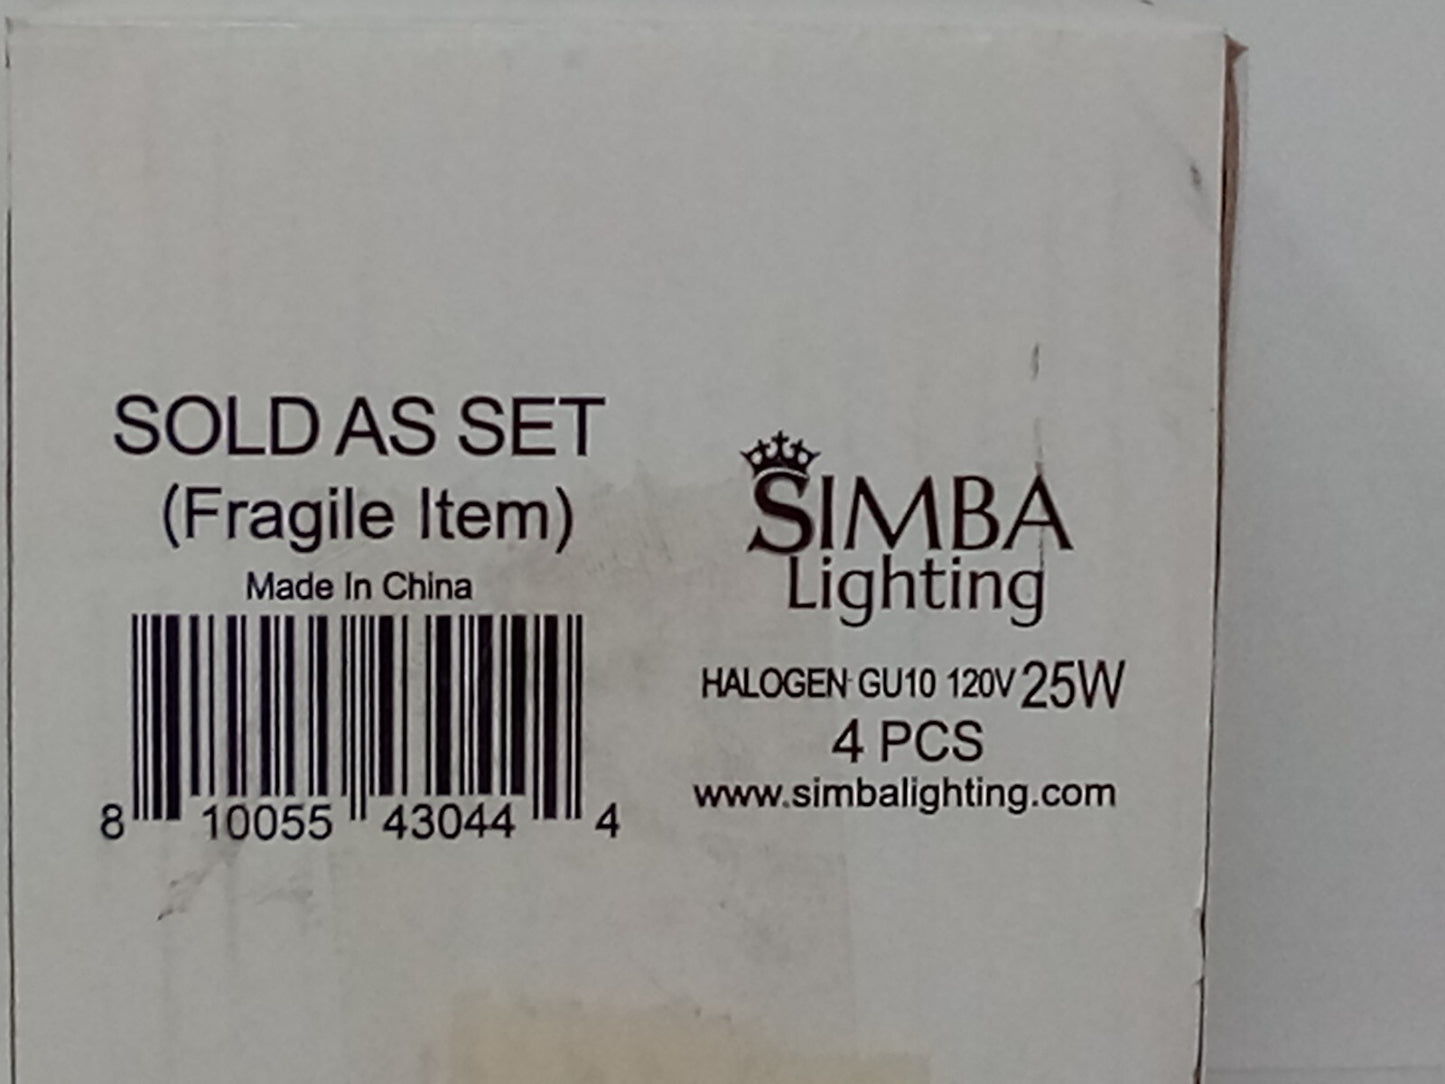 SOLD AS SET
(Fragile Item)
Made In China
8 10055 43044 4
SIMBA
Lighting
HALOGEN GU10 120V 25W
4 PCS
www.simbalighting.com